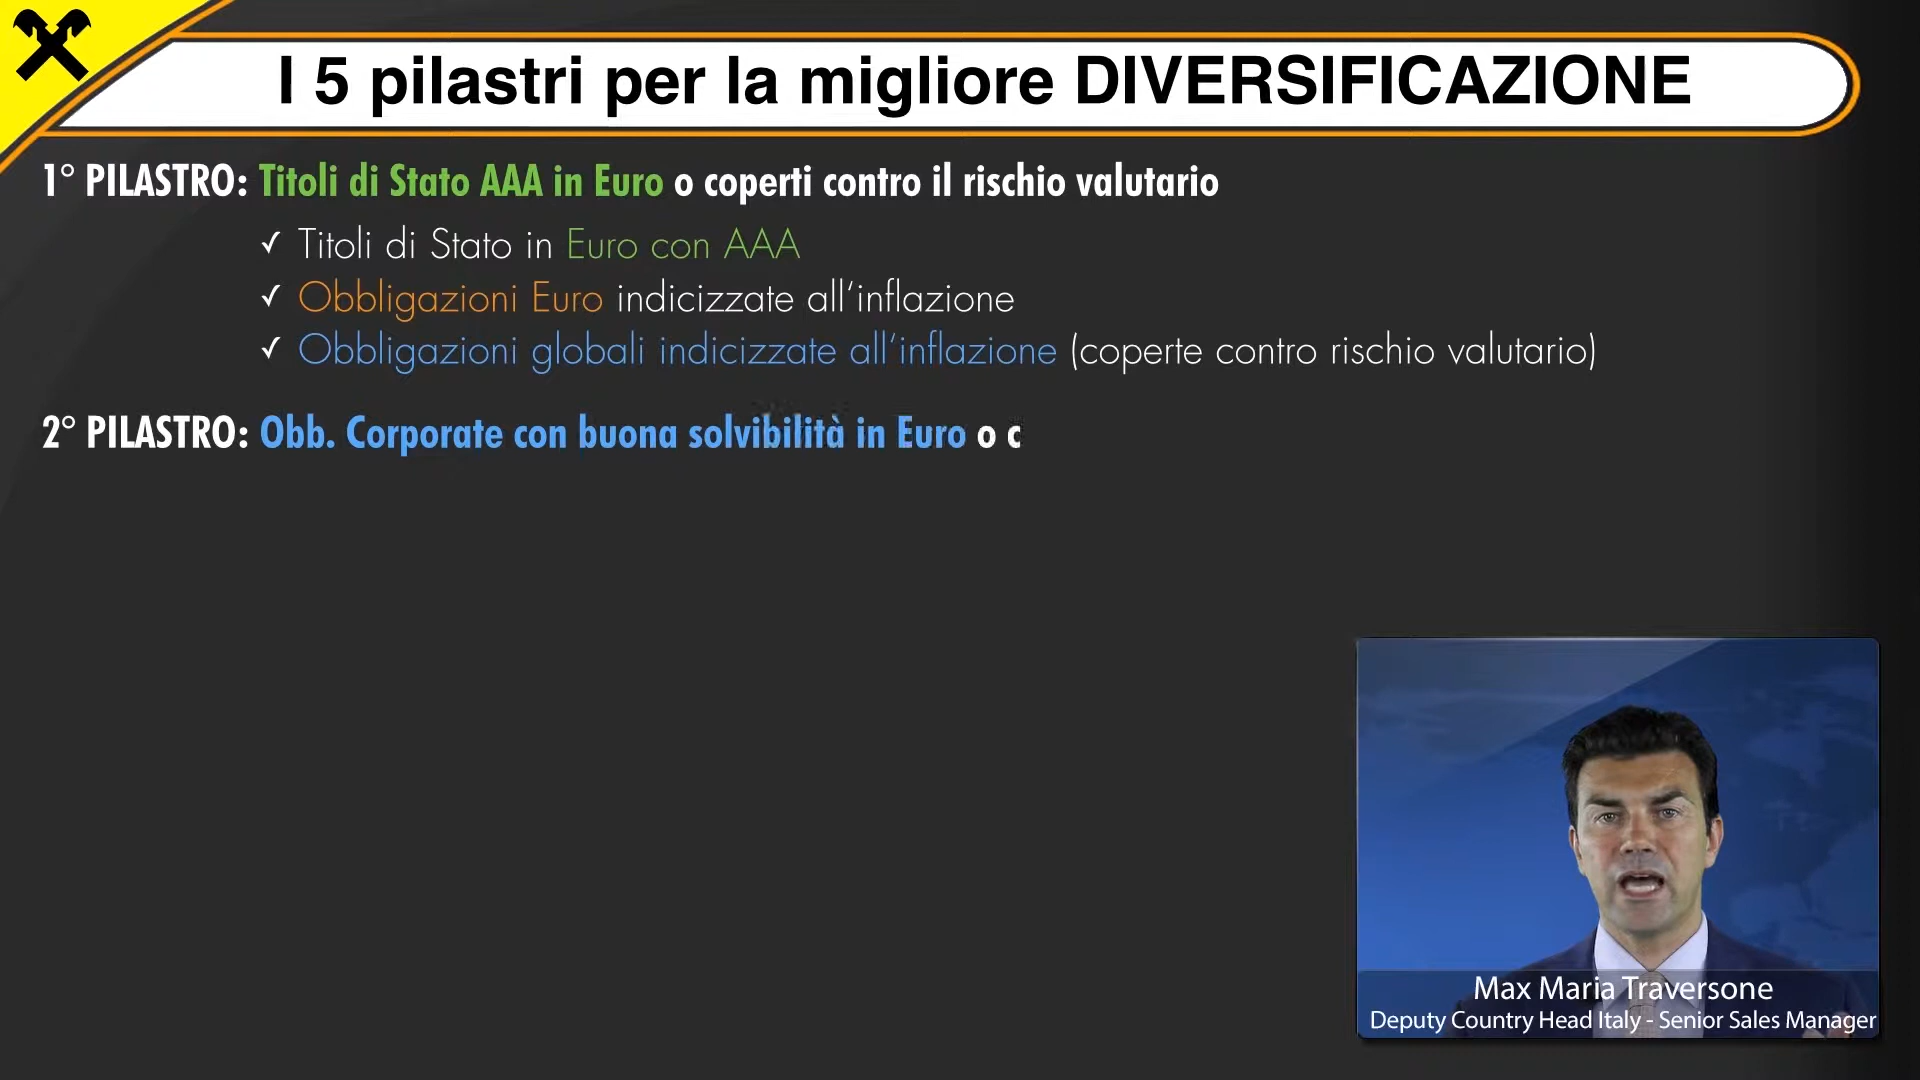 I 5 pilastri per la migliore DIVERSIFICAZIONE
1° PILASTRO: Titoli di Stato AAA in Euro o coperti contro il rischio valutario
✓ Titoli di Stato in Euro con AAA
✓ Obbligazioni Euro indicizzate all'inflazione
✓ Obbligazioni globali indicizzate all'inflazione (coperte contro rischio valutario)
2° PILASTRO: Obb. Corporate con buona solvibilità in Euro o c
Max Maria Traversone
Deputy Country Head Italy - Senior Sales Manager